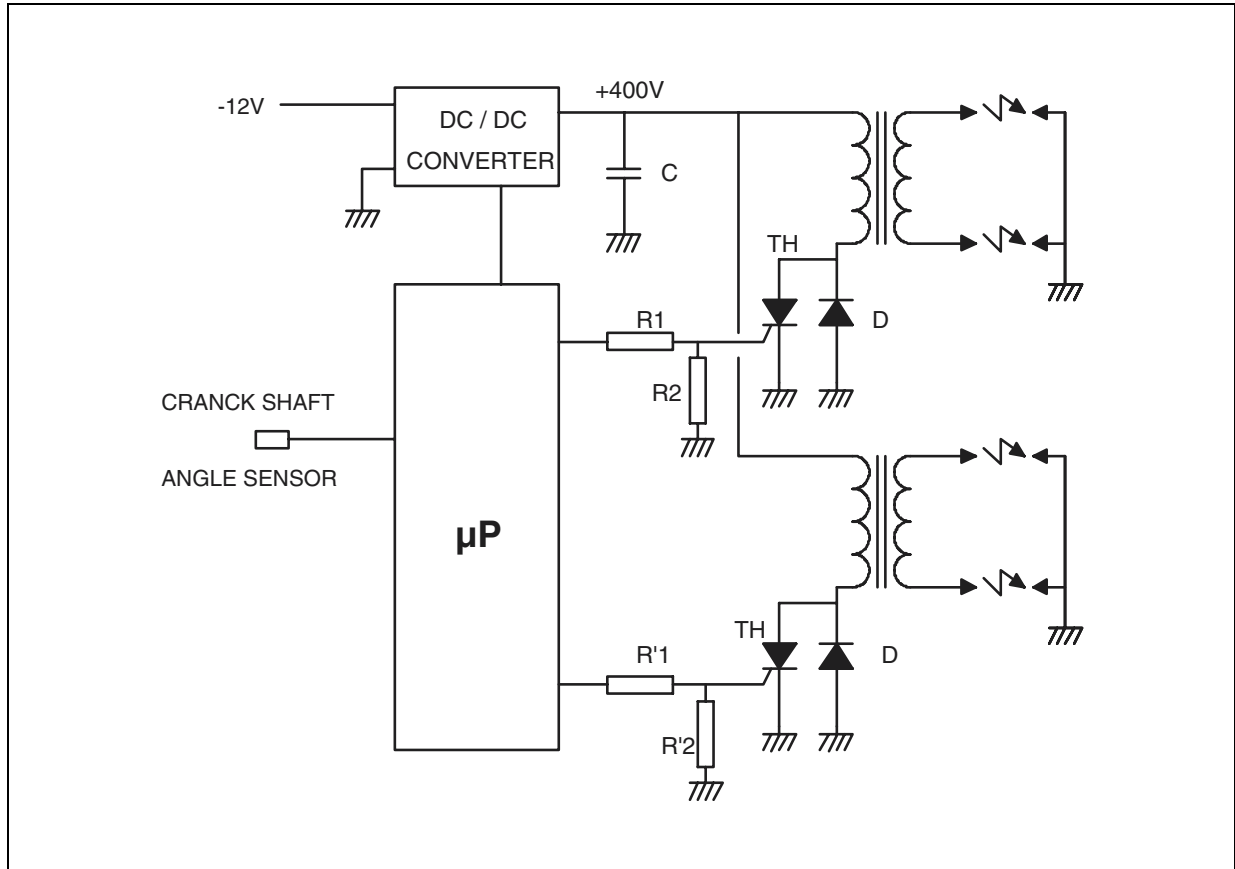 -12V
DC / DC
CONVERTER
+400V
C
TH
D
R1
R2
CRANCK SHAFT
ANGLE SENSOR
µP
TH
D
R'1
R'2